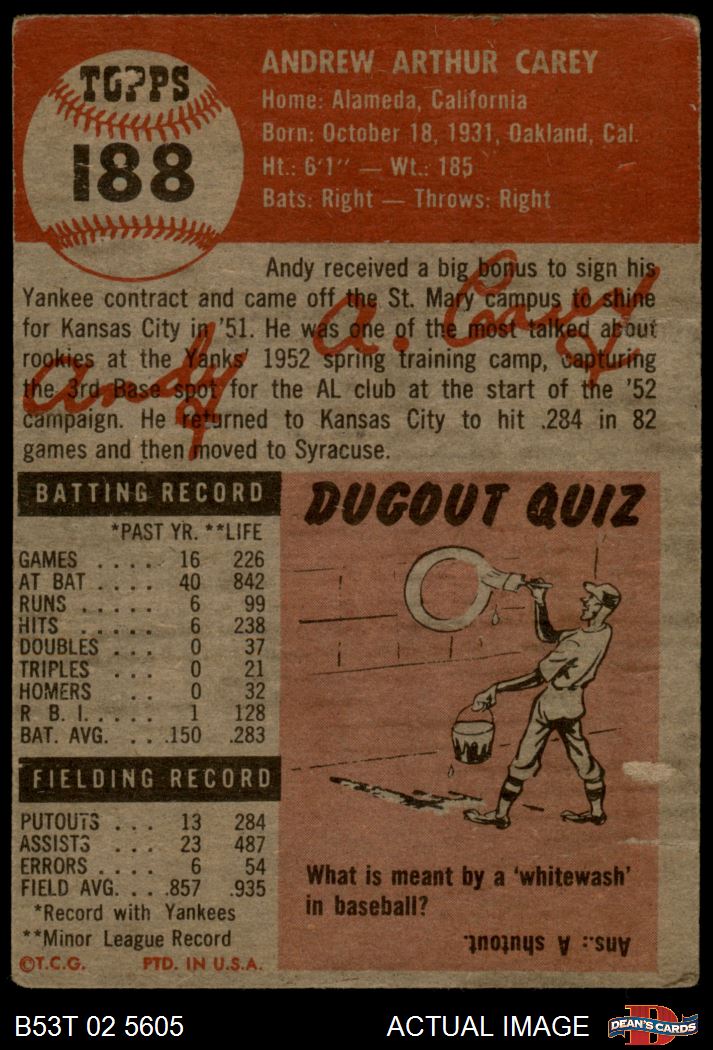 TOPPS
188
ANDREW ARTHUR CAREY
Home: Alameda, California
Born: October 18, 1931, Oakland, Cal.
Ht.: 6'1" — Wt.: 185
Bats: Right — Throws: Right
Andy received a big bonus to sign his
Yankee contract and came off the St. Mary campus to shine
for Kansas City in '51. He was one of the most talked about
rookies at the Yanks' 1952 spring training camp, capturing
the 3rd Base spot for the AL club at the start of the '52
campaign. He returned to Kansas City to hit .284 in 82
games and then moved to Syracuse.
Andy A. Carey
BATTING RECORD
*PAST YR. **LIFE
GAMES .... 16 226
AT BAT .... 40 842
RUNS ..... 6 99
HITS ..... 6 238
DOUBLES ... 0 37
TRIPLES ... 0 21
HOMERS ... 0 32
R B. I. .... 1 128
BAT. AVG. .. .150 .283
FIELDING RECORD
PUTOUTS ... 13 284
ASSISTS ... 23 487
ERRORS ... 6 54
FIELD AVG. .. .857 .935
*Record with Yankees
**Minor League Record
©T.C.G. PTD. IN U.S.A.
DUGOUT QUIZ
What is meant by a 'whitewash'
in baseball?
Ans.: A shutout.
B53T 02 5605
ACTUAL IMAGE
D
DEAN'S CARDS